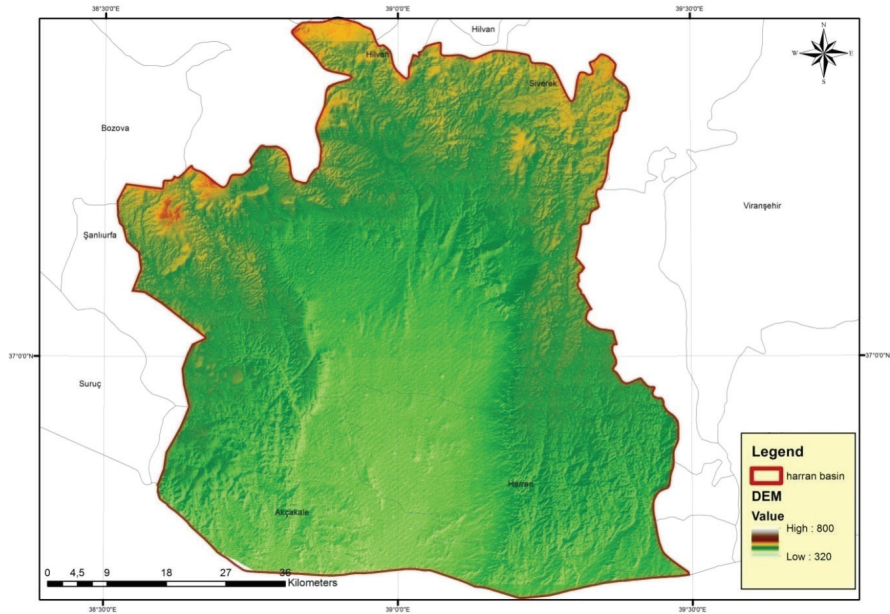 38°30'0"E 39°0'0"E 39°30'0"E
Hilvan
N
W E
S
Hilvan
Siverek
Bozova
Viranşehir
Şanlıurfa
37°0'0"N 37°0'0"N
Suruç
Legend
harran basin
DEM
Value
High : 800
Low : 320
Harran
Akçakale
0 4,5 9 18 27 36
Kilometers
38°30'0"E 39°0'0"E 39°30'0"E